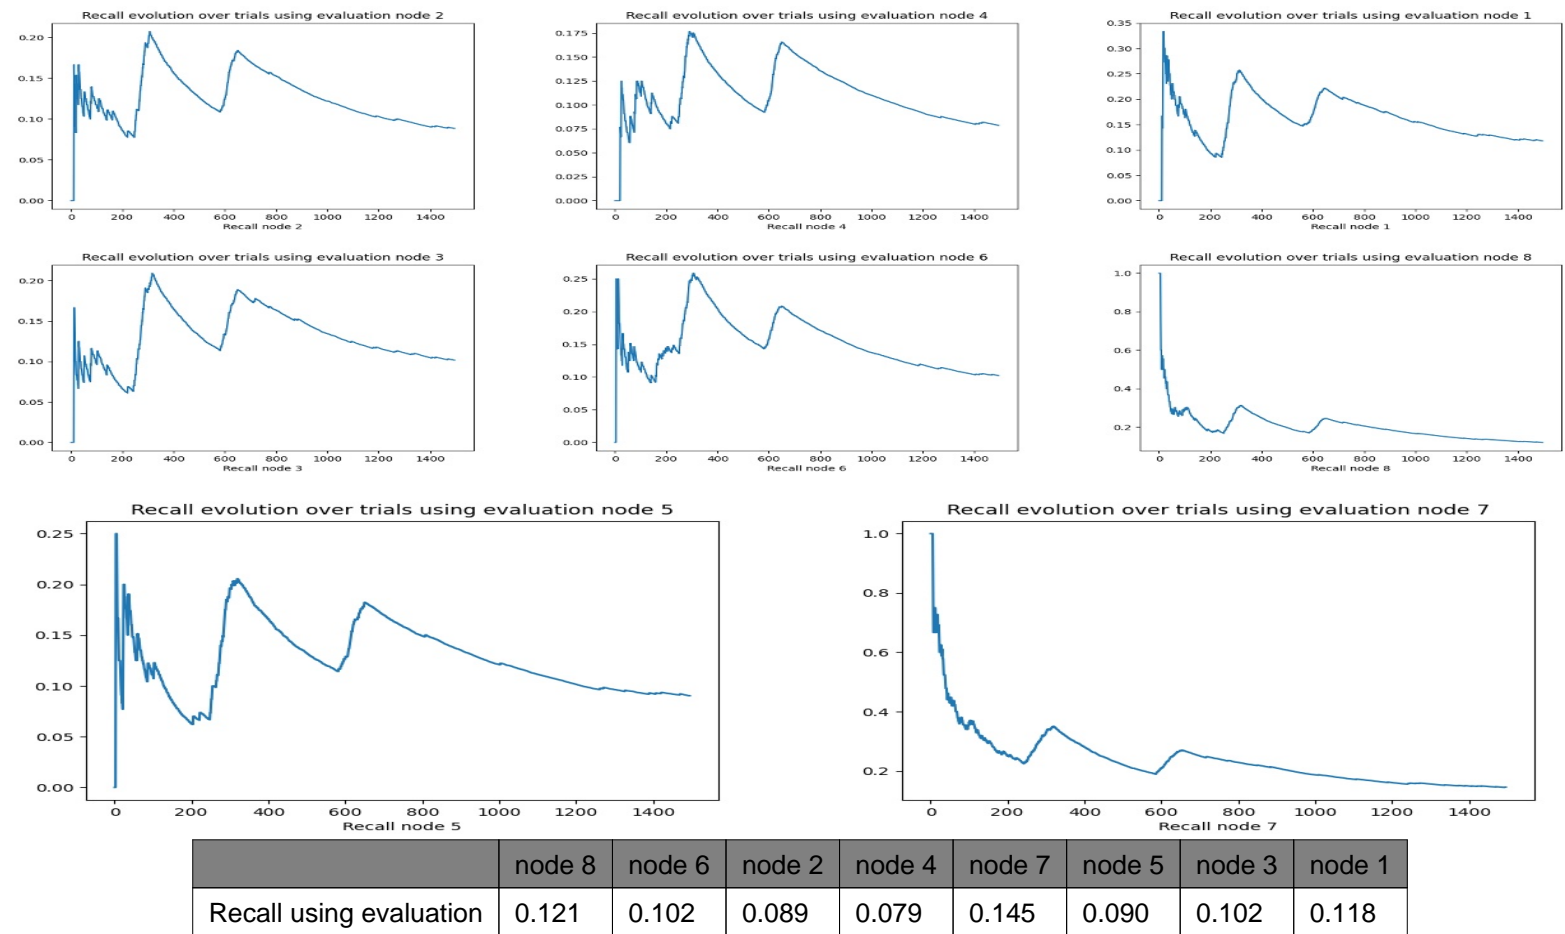 Recall evolution over trials using evaluation node 2
0.20
0.15
0.10
0.05
0.00
0 200 400 600 800 1000 1200 1400
Recall node 2
Recall evolution over trials using evaluation node 4
0.175
0.150
0.125
0.100
0.075
0.050
0.025
0.000
0 200 400 600 800 1000 1200 1400
Recall node 4
Recall evolution over trials using evaluation node 1
0.35
0.30
0.25
0.20
0.15
0.10
0.05
0.00
0 200 400 600 800 1000 1200 1400
Recall node 1
Recall evolution over trials using evaluation node 3
0.20
0.15
0.10
0.05
0.00
0 200 400 600 800 1000 1200 1400
Recall node 3
Recall evolution over trials using evaluation node 6
0.25
0.20
0.15
0.10
0.05
0.00
0 200 400 600 800 1000 1200 1400
Recall node 6
Recall evolution over trials using evaluation node 8
1.0
0.8
0.6
0.4
0.2
0 200 400 600 800 1000 1200 1400
Recall node 8
Recall evolution over trials using evaluation node 5
0.25
0.20
0.15
0.10
0.05
0.00
0 200 400 600 800 1000 1200 1400
Recall node 5
Recall evolution over trials using evaluation node 7
1.0
0.8
0.6
0.4
0.2
0 200 400 600 800 1000 1200 1400
Recall node 7
node 8 node 6 node 2 node 4 node 7 node 5 node 3 node 1
Recall using evaluation 0.121 0.102 0.089 0.079 0.145 0.090 0.102 0.118